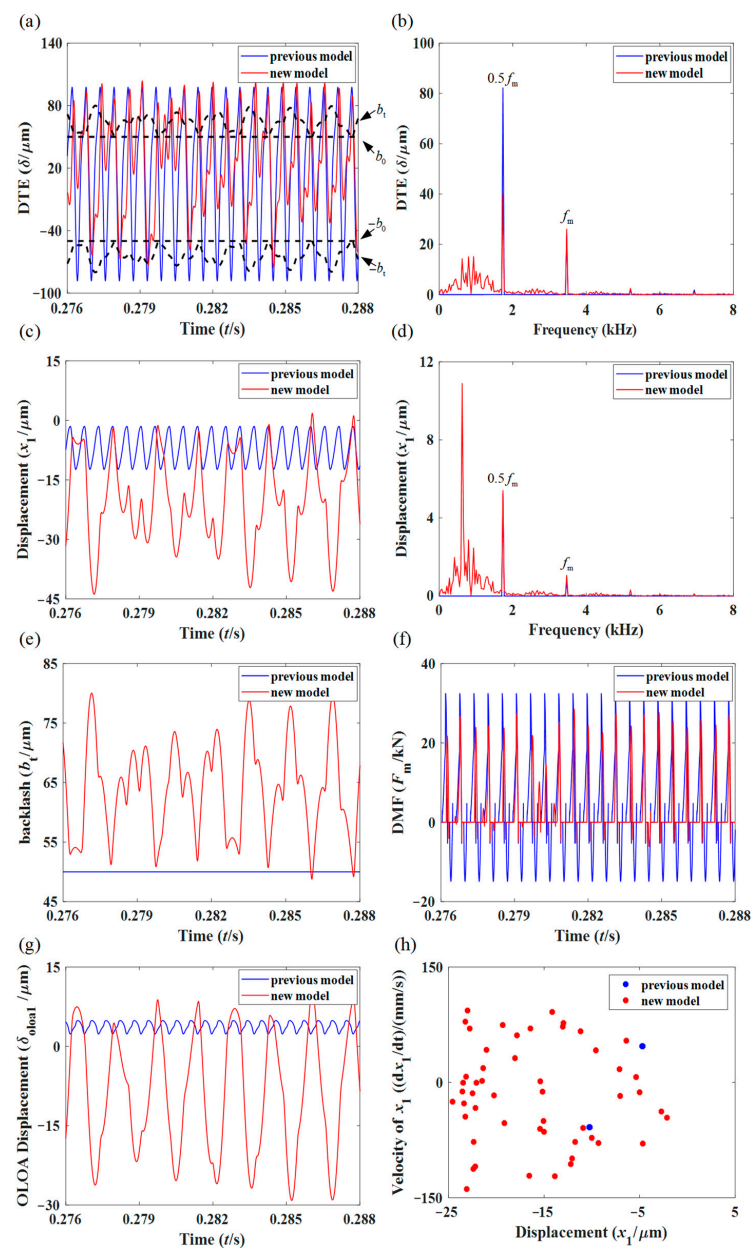 (a)
140
80
20
−40
−100
DTE (δ/μm)
previous model
new model
b_t
b_0
−b_0
−b_t
0.276 0.279 0.282 0.285 0.288
Time (t/s)
(b)
100
80
60
40
20
0
DTE (δ/μm)
previous model
new model
0.5f_m
f_m
0 2 4 6 8
Frequency (kHz)
(c)
15
0
−15
−30
−45
Displacement (x_1/μm)
previous model
new model
0.276 0.279 0.282 0.285 0.288
Time (t/s)
(d)
12
8
4
0
Displacement (x_1/μm)
previous model
new model
0.5f_m
f_m
0 2 4 6 8
Frequency (kHz)
(e)
85
75
65
55
45
backlash (b_t/μm)
previous model
new model
0.276 0.279 0.282 0.285 0.288
Time (t/s)
(f)
40
20
0
−20
DMF (F_m/kN)
previous model
new model
0.276 0.279 0.282 0.285 0.288
Time (t/s)
(g)
15
0
−15
−30
OLOA Displacement (δ_oloa1/μm)
previous model
new model
0.276 0.279 0.282 0.285 0.288
Time (t/s)
(h)
150
0
−150
Velocity of x_1 ((dx_1/dt)/(mm/s))
previous model
new model
−25 −15 −5 5
Displacement (x_1/μm)